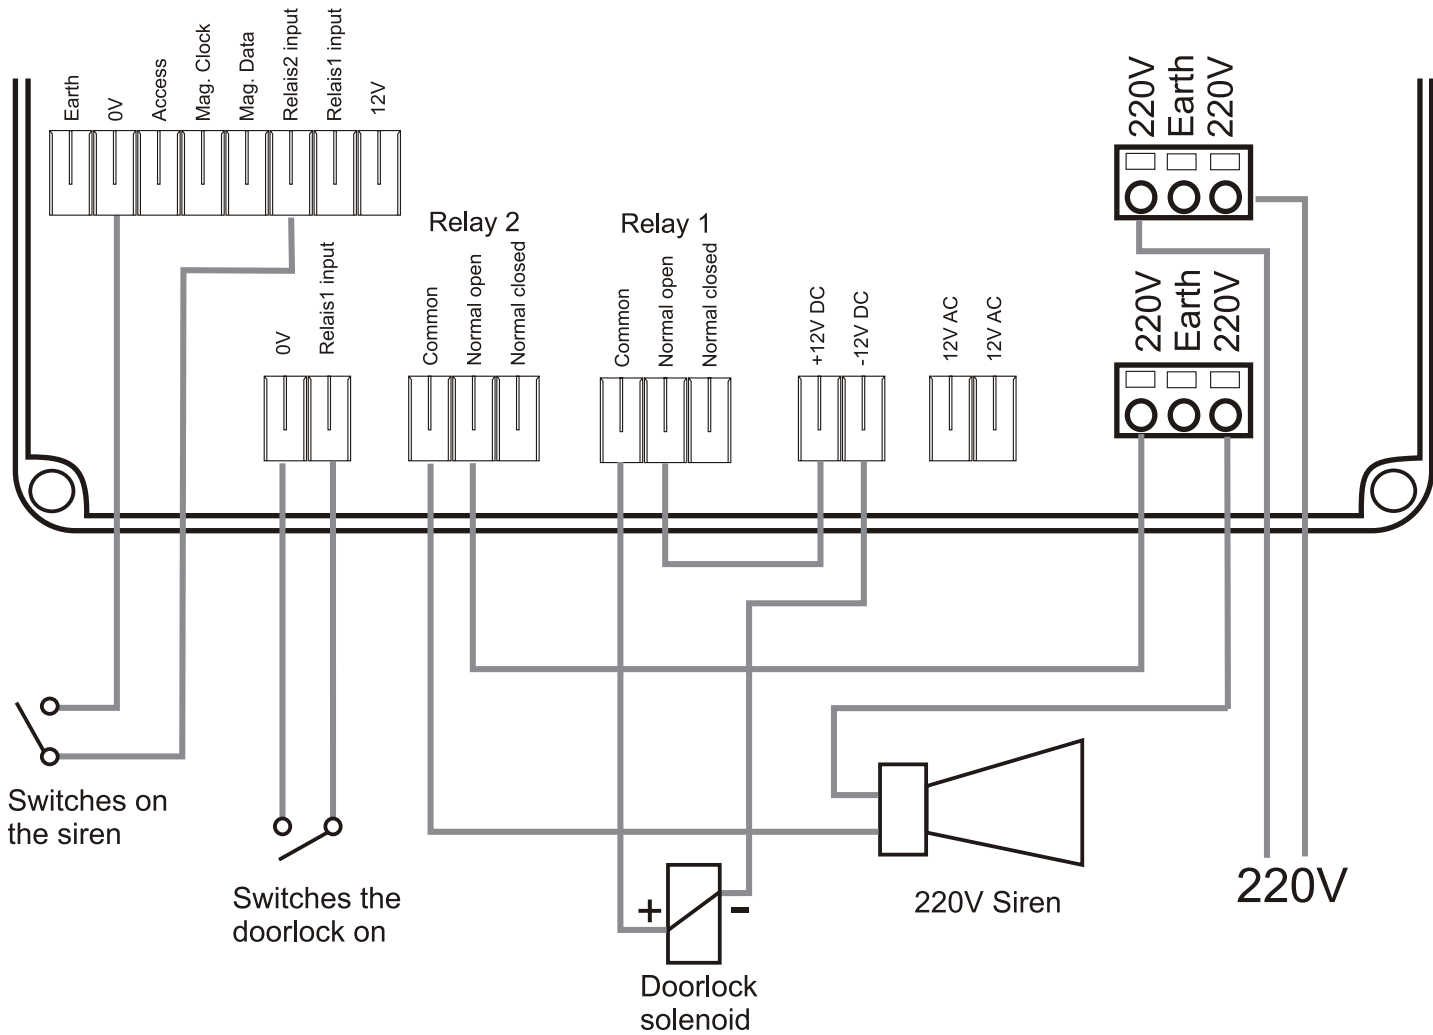 Earth
0V
Access
Mag. Clock
Mag. Data
Relais2 input
Relais1 input
12V
220V
Earth
220V
Relay 2
Relay 1
0V
Relais1 input
Common
Normal open
Normal closed
Common
Normal open
Normal closed
+12V DC
-12V DC
12V AC
12V AC
220V
Earth
220V
Switches on
the siren
Switches the
doorlock on
+
-
Doorlock
solenoid
220V Siren
220V